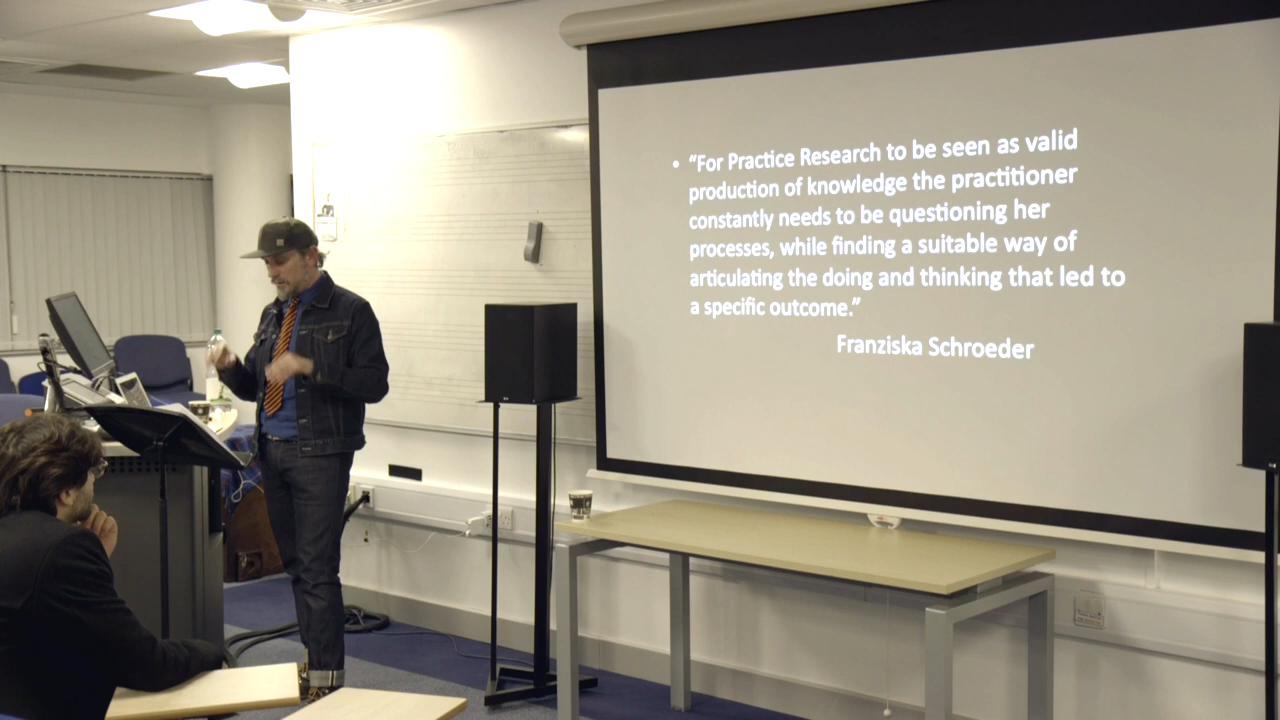 • “For Practice Research to be seen as valid
production of knowledge the practitioner
constantly needs to be questioning her
processes, while finding a suitable way of
articulating the doing and thinking that led to
a specific outcome.”
Franziska Schroeder